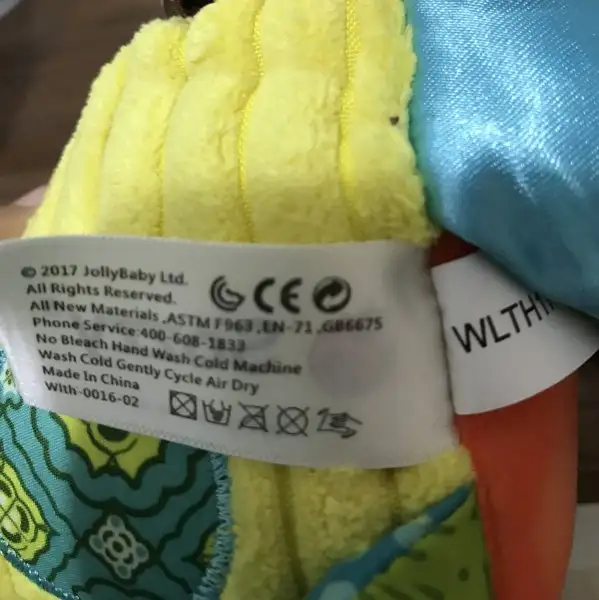 © 2017 JollyBaby Ltd.
All Rights Reserved.
All New Materials ,ASTM F963 ,EN-71 ,GB6675
Phone Service:400-608-1833
No Bleach Hand Wash Cold Machine
Wash Cold Gently Cycle Air Dry
Made In China
Wlth-0016-02
CE